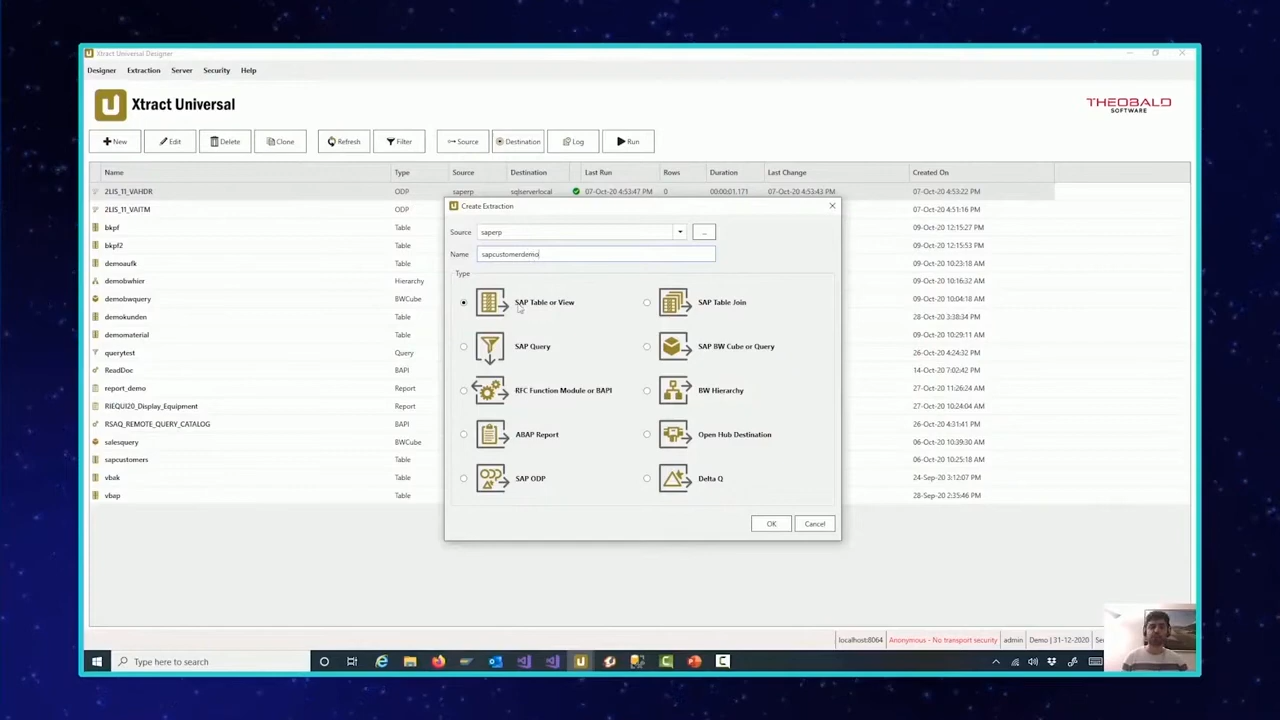 Xtract Universal Designer
Designer Extraction Server Security Help
Xtract Universal
THEOBALD
SOFTWARE
New Edit Delete Clone Refresh Filter Source Destination Log Run
Name Type Source Destination Last Run Rows Duration Last Change Created On
2LIS_11_VAHDR ODP saperp sqlserverlocal 07-Oct-20 4:53:47 PM 0 00:00:01.171 07-Oct-20 4:53:43 PM 07-Oct-20 4:53:22 PM
2LIS_11_VAITM ODP 07-Oct-20 4:51:16 PM
bkpf Table 09-Oct-20 12:15:27 PM
bkpf2 Table 09-Oct-20 12:15:53 PM
demoaufk Table 09-Oct-20 10:23:18 AM
demobwhier Hierarchy 09-Oct-20 10:16:32 AM
demobwquery BWCube 09-Oct-20 10:04:18 AM
demokunden Table 28-Oct-20 3:38:34 PM
demomaterial Table 09-Oct-20 10:29:11 AM
querytest Query 26-Oct-20 4:24:32 PM
ReadDoc BAPI 14-Oct-20 7:02:42 PM
report_demo Report 27-Oct-20 11:26:24 AM
RIEQUI20_Display_Equipment Report 27-Oct-20 10:24:04 AM
RSAQ_REMOTE_QUERY_CATALOG BAPI 26-Oct-20 4:31:41 PM
salesquery BWCube 06-Oct-20 10:39:30 AM
sapcustomers Table 06-Oct-20 10:25:18 AM
vbak Table 24-Sep-20 3:12:07 PM
vbap Table 28-Sep-20 2:35:46 PM
Create Extraction
Source saperp ...
Name sapcustomerdemo
Type
SAP Table or View SAP Table Join
SAP Query SAP BW Cube or Query
RFC Function Module or BAPI BW Hierarchy
ABAP Report Open Hub Destination
SAP ODP Delta Q
OK Cancel
localhost:8064 Anonymous - No transport security admin Demo | 31-12-2020
Type here to search